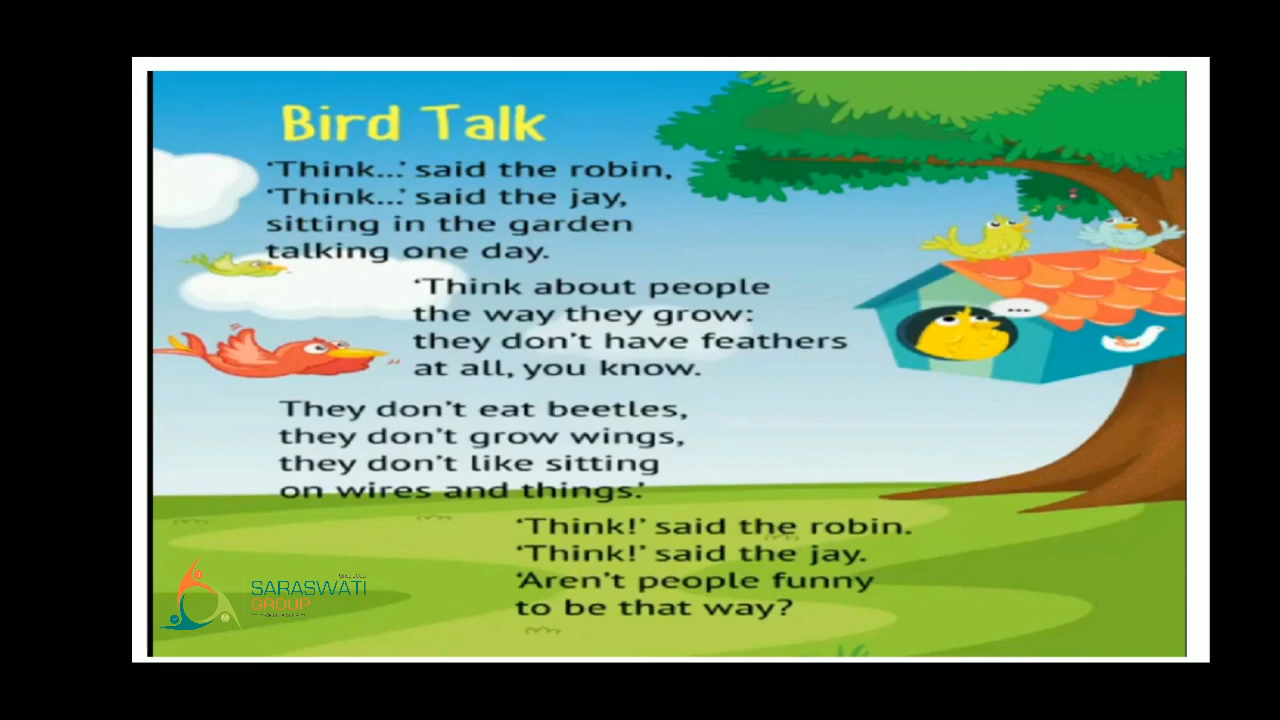 Bird Talk
‘Think...’ said the robin,
‘Think...’ said the jay,
sitting in the garden
talking one day.
‘Think about people
the way they grow:
they don’t have feathers
at all, you know.
They don’t eat beetles,
they don’t grow wings,
they don’t like sitting
on wires and things.’
‘Think!’ said the robin.
‘Think!’ said the jay.
‘Aren’t people funny
to be that way?
...
SARASWATI
GROUP